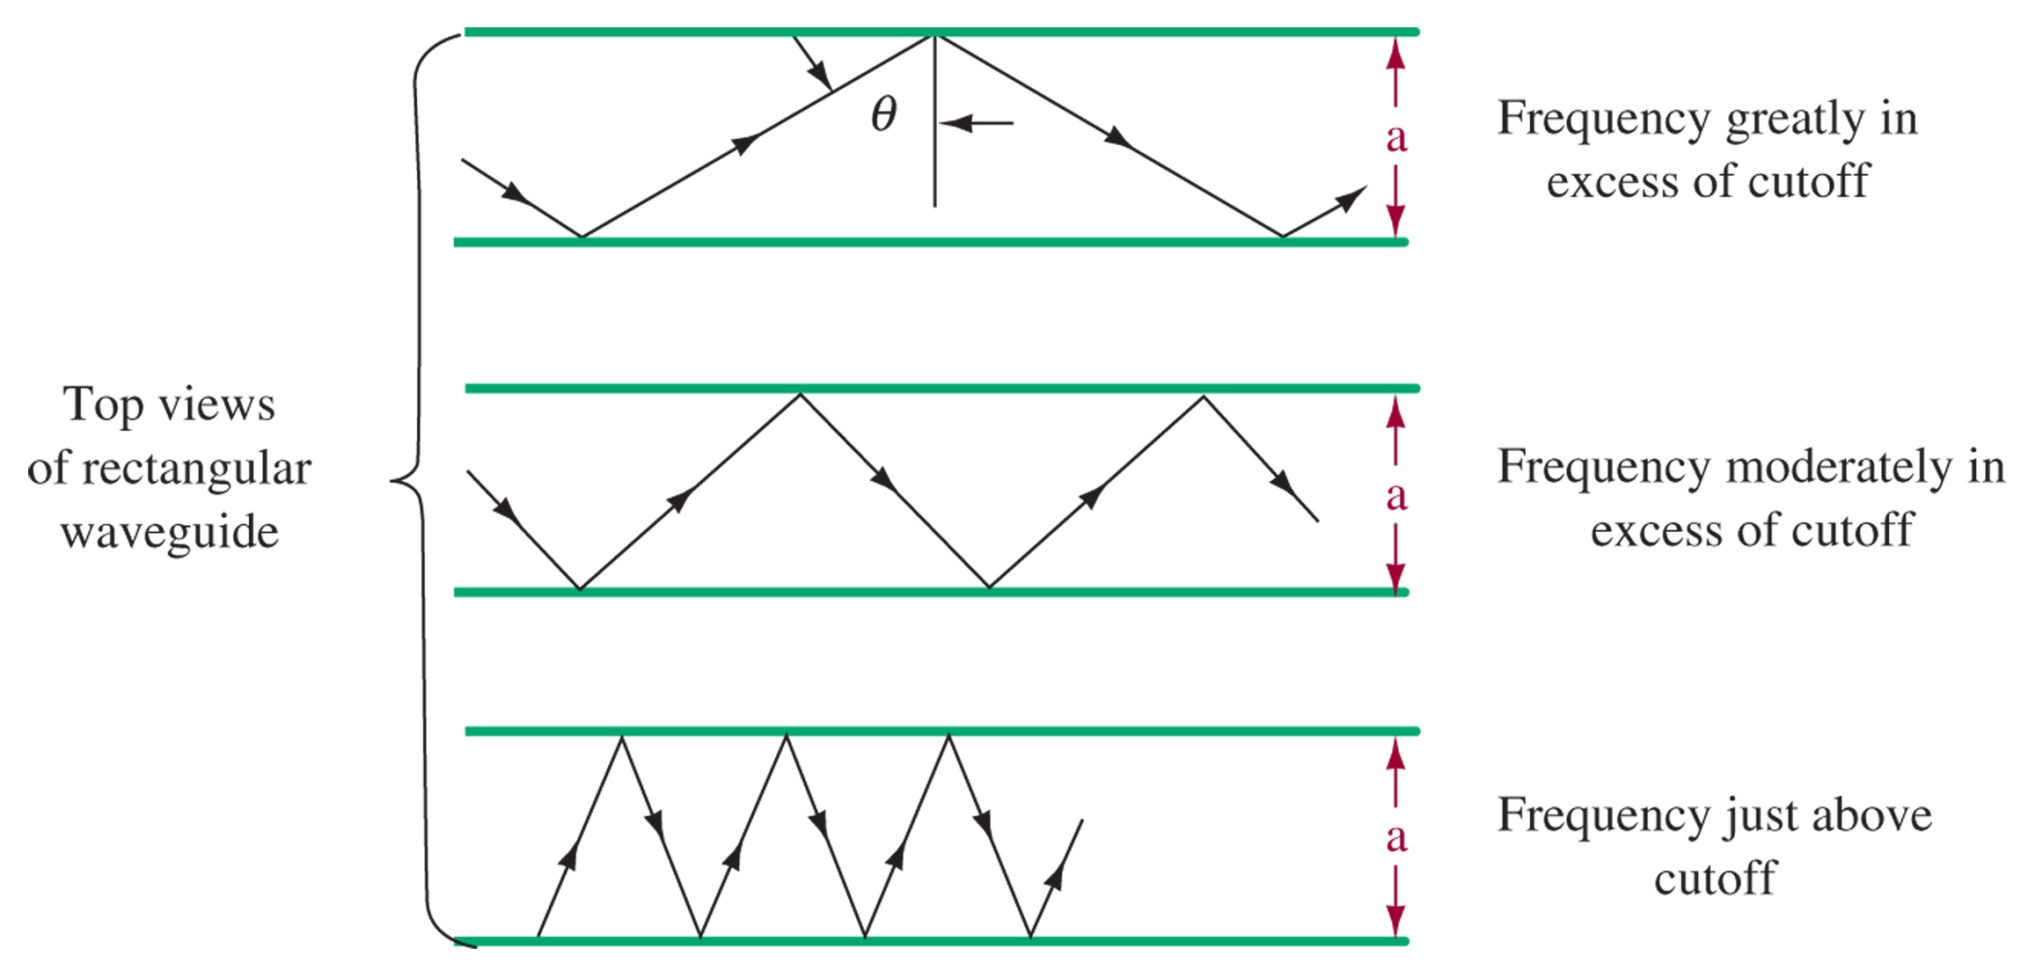 θ
a
Frequency greatly in
excess of cutoff
Top views
of rectangular
waveguide
a
Frequency moderately in
excess of cutoff
a
Frequency just above
cutoff